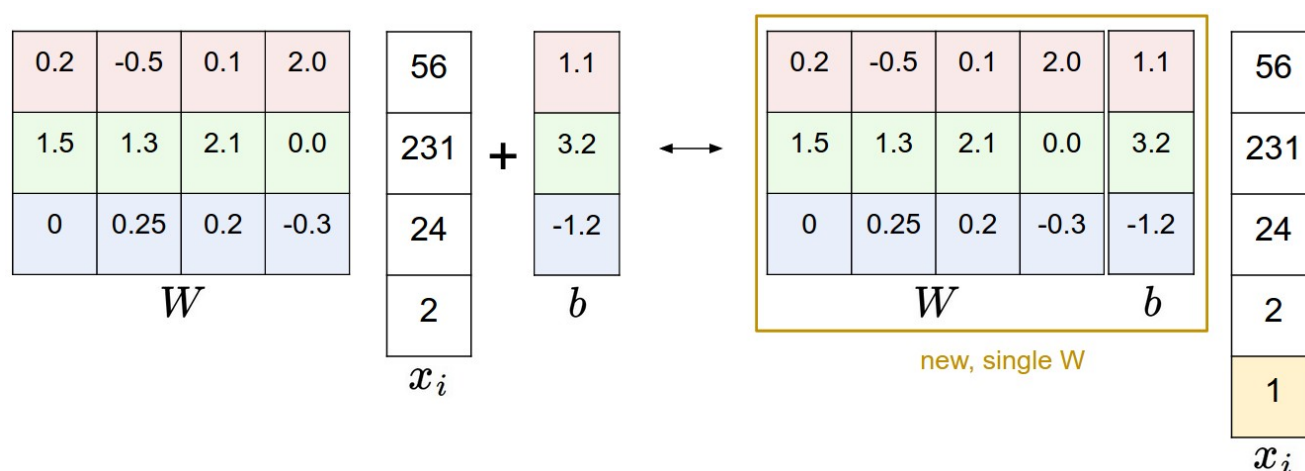 0.2 -0.5 0.1 2.0 56 1.1 0.2 -0.5 0.1 2.0 1.1 56
1.5 1.3 2.1 0.0 231 + 3.2 ↔ 1.5 1.3 2.1 0.0 3.2 231
0 0.25 0.2 -0.3 24 -1.2 0 0.25 0.2 -0.3 -1.2 24
W 2 b W b 2
new, single W
x_i 1
x_i